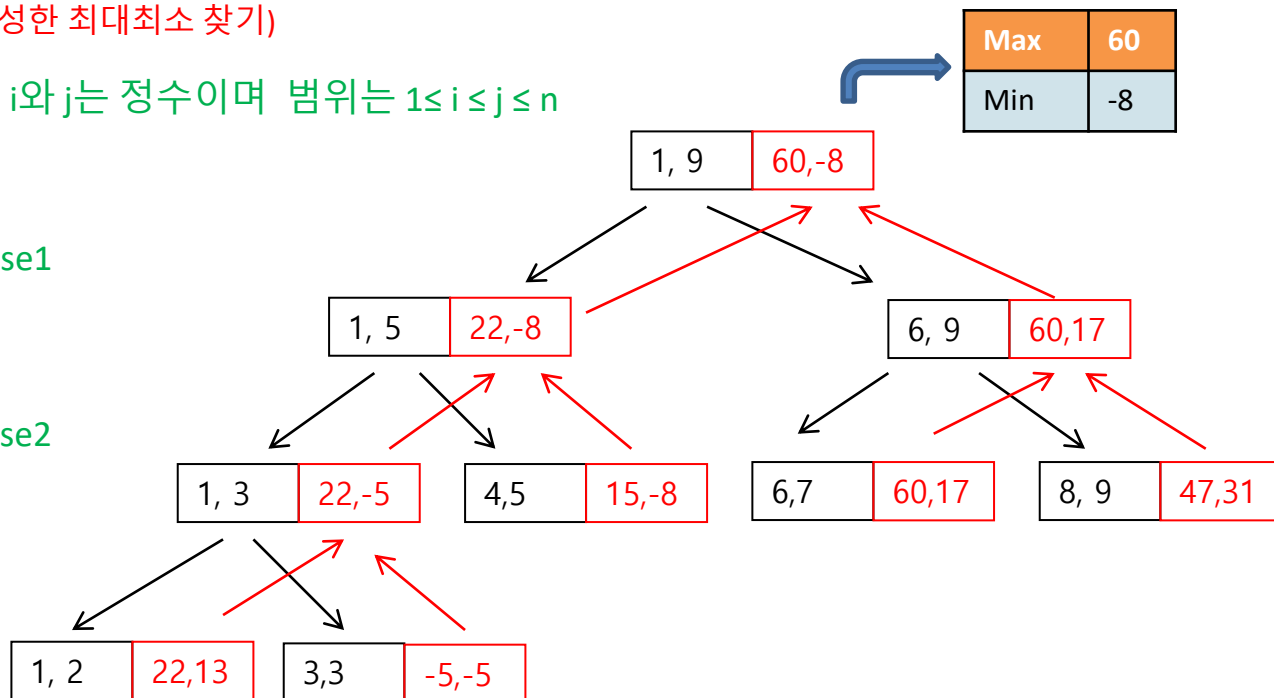 성한 최대최소 찾기)
Max 60
Min -8
i와 j는 정수이며 범위는 1≤ i ≤ j ≤ n
1, 9 60,-8
se1
1, 5 22,-8
6, 9 60,17
se2
1, 3 22,-5
4,5 15,-8
6,7 60,17
8, 9 47,31
1, 2 22,13
3,3 -5,-5